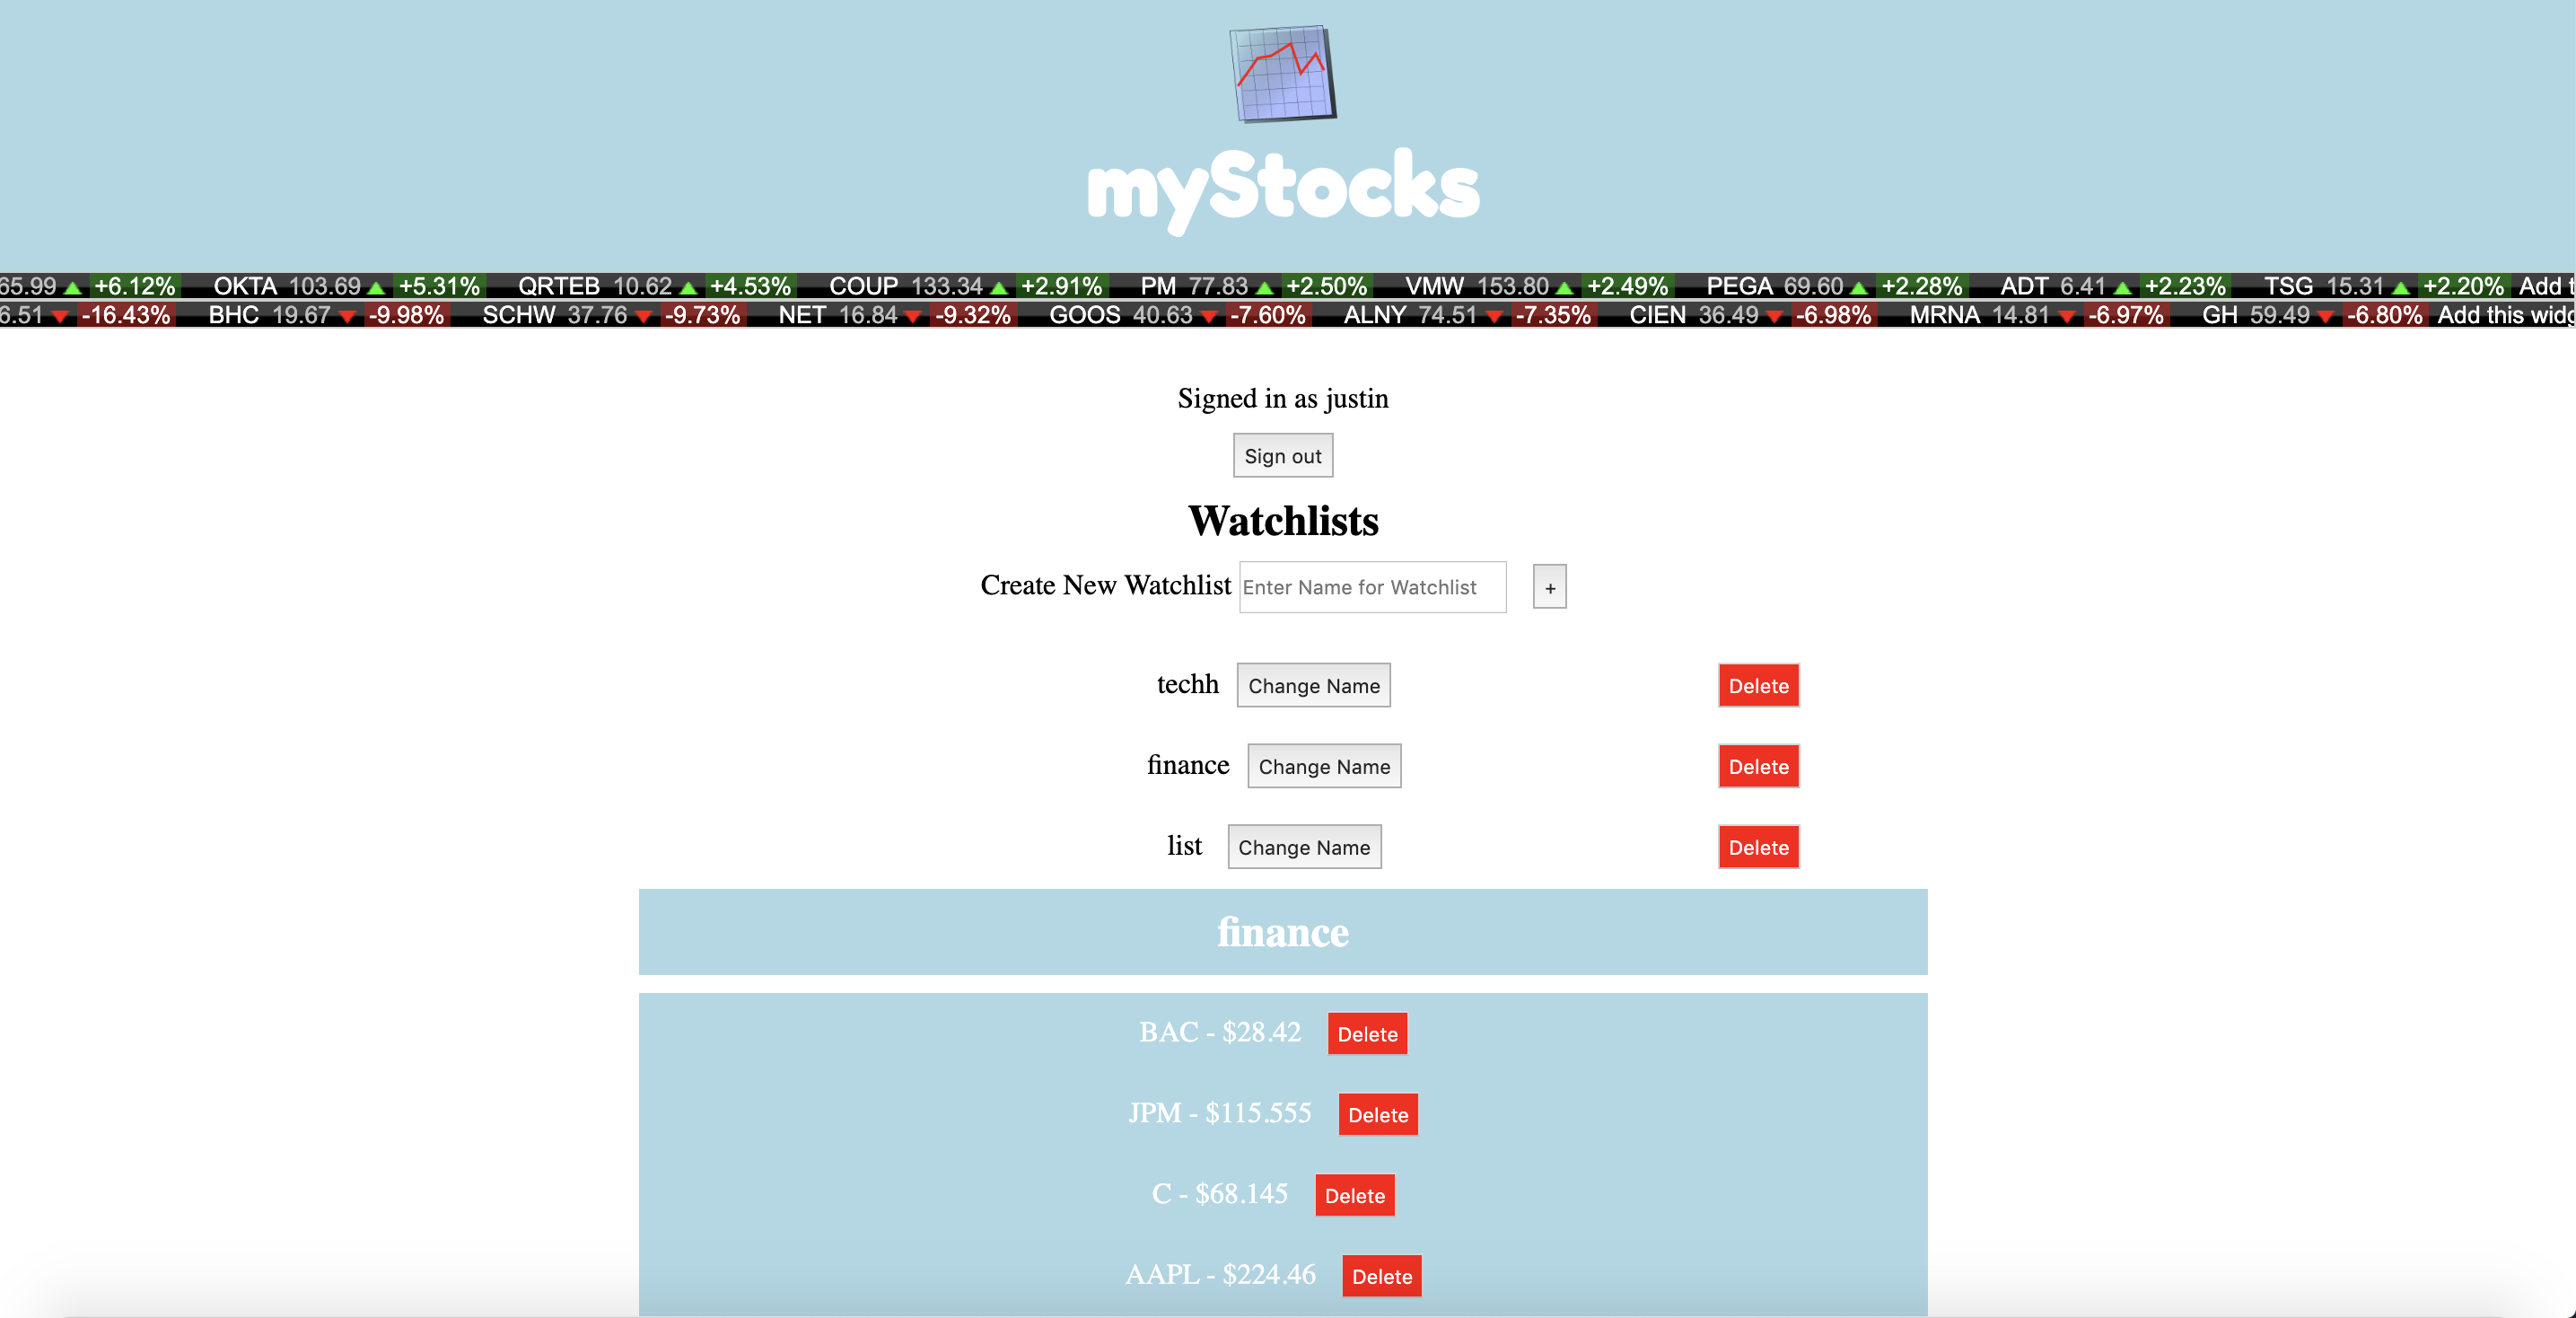 myStocks
65.99 +6.12% OKTA 103.69 +5.31% QRTEB 10.62 +4.53% COUP 133.34 +2.91% PM 77.83 +2.50% VMW 153.80 +2.49% PEGA 69.60 +2.28% ADT 6.41 +2.23% TSG 15.31 +2.20% Add
6.51 -16.43% BHC 19.67 -9.98% SCHW 37.76 -9.73% NET 16.84 -9.32% GOOS 40.63 -7.60% ALNY 74.51 -7.35% CIEN 36.49 -6.98% MRNA 14.81 -6.97% GH 59.49 -6.80% Add this
Signed in as justin
Sign out
Watchlists
Create New Watchlist Enter Name for Watchlist +
techh Change Name Delete
finance Change Name Delete
list Change Name Delete
finance
BAC - $28.42 Delete
JPM - $115.555 Delete
C - $68.145 Delete
AAPL - $224.46 Delete